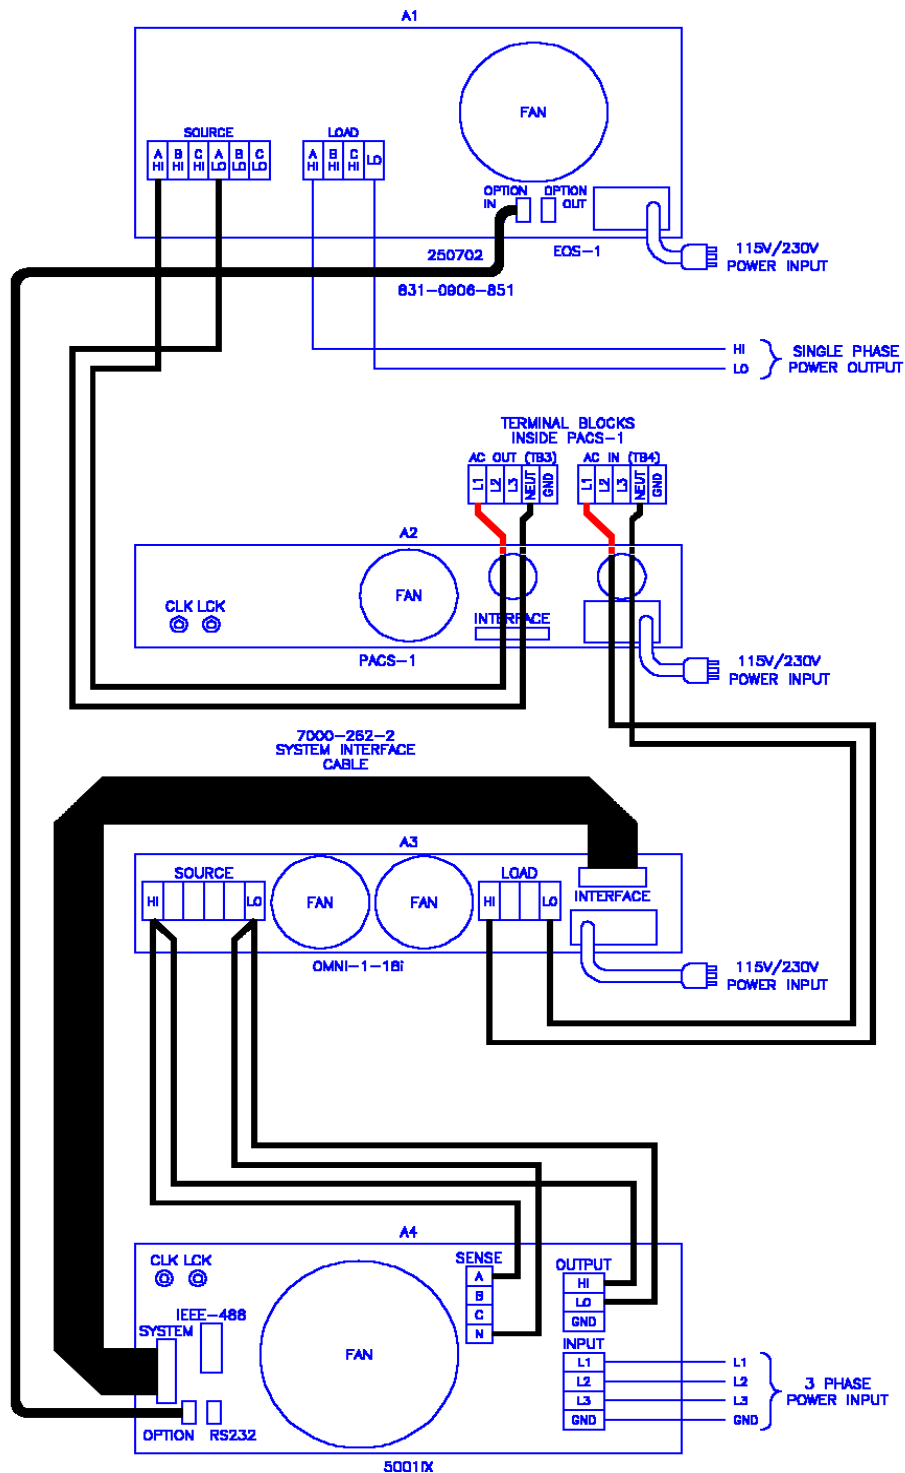 A1
FAN
SOURCE
A HI
B HI
C HI
A LO
B LO
C LO
LOAD
A HI
B HI
C HI
LO
OPTION IN
OPTION OUT
250702
EOS-1
115V/230V
POWER INPUT
831-0906-851
HI
LO
SINGLE PHASE
POWER OUTPUT
TERMINAL BLOCKS
INSIDE PACS-1
AC OUT (TB3)
AC IN (TB4)
L1
L2
L3
NEUT
GND
L1
L2
L3
NEUT
GND
A2
FAN
CLK LCK
INTERFACE
PACS-1
115V/230V
POWER INPUT
7000-262-2
SYSTEM INTERFACE
CABLE
A3
SOURCE
HI
LO
FAN
FAN
LOAD
HI
LO
INTERFACE
OMNI-1-18i
115V/230V
POWER INPUT
A4
CLK LCK
SENSE
A
B
C
N
OUTPUT
HI
LO
GND
IEEE-488
SYSTEM
FAN
INPUT
L1
L2
L3
GND
L1
L2
L3
GND
3 PHASE
POWER INPUT
OPTION
RS232
5001iX